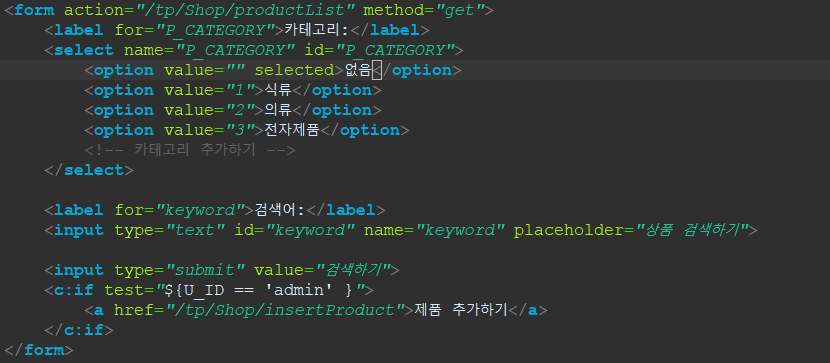 <form action="/tp/Shop/productList" method="get">
<label for="P_CATEGORY">카테고리:</label>
<select name="P_CATEGORY" id="P_CATEGORY">
<option value="" selected>없음</option>
<option value="1">식류</option>
<option value="2">의류</option>
<option value="3">전자제품</option>
<!-- 카테고리 추가하기 -->
</select>
<label for="keyword">검색어:</label>
<input type="text" id="keyword" name="keyword" placeholder="상품 검색하기">
<input type="submit" value="검색하기">
<c:if test="${U_ID == 'admin' }">
<a href="/tp/Shop/insertProduct">제품 추가하기</a>
</c:if>
</form>